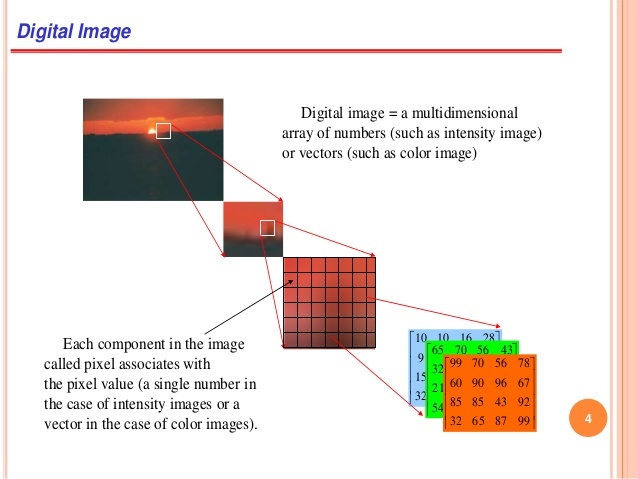 Digital Image
Digital image = a multidimensional
array of numbers (such as intensity image)
or vectors (such as color image)
Each component in the image
called pixel associates with
the pixel value (a single number in
the case of intensity images or a
vector in the case of color images).
10 10 16 28
9
15
32
65 70 56 43
32
21
54
99 70 56 78
60 90 96 67
85 85 43 92
32 65 87 99
4